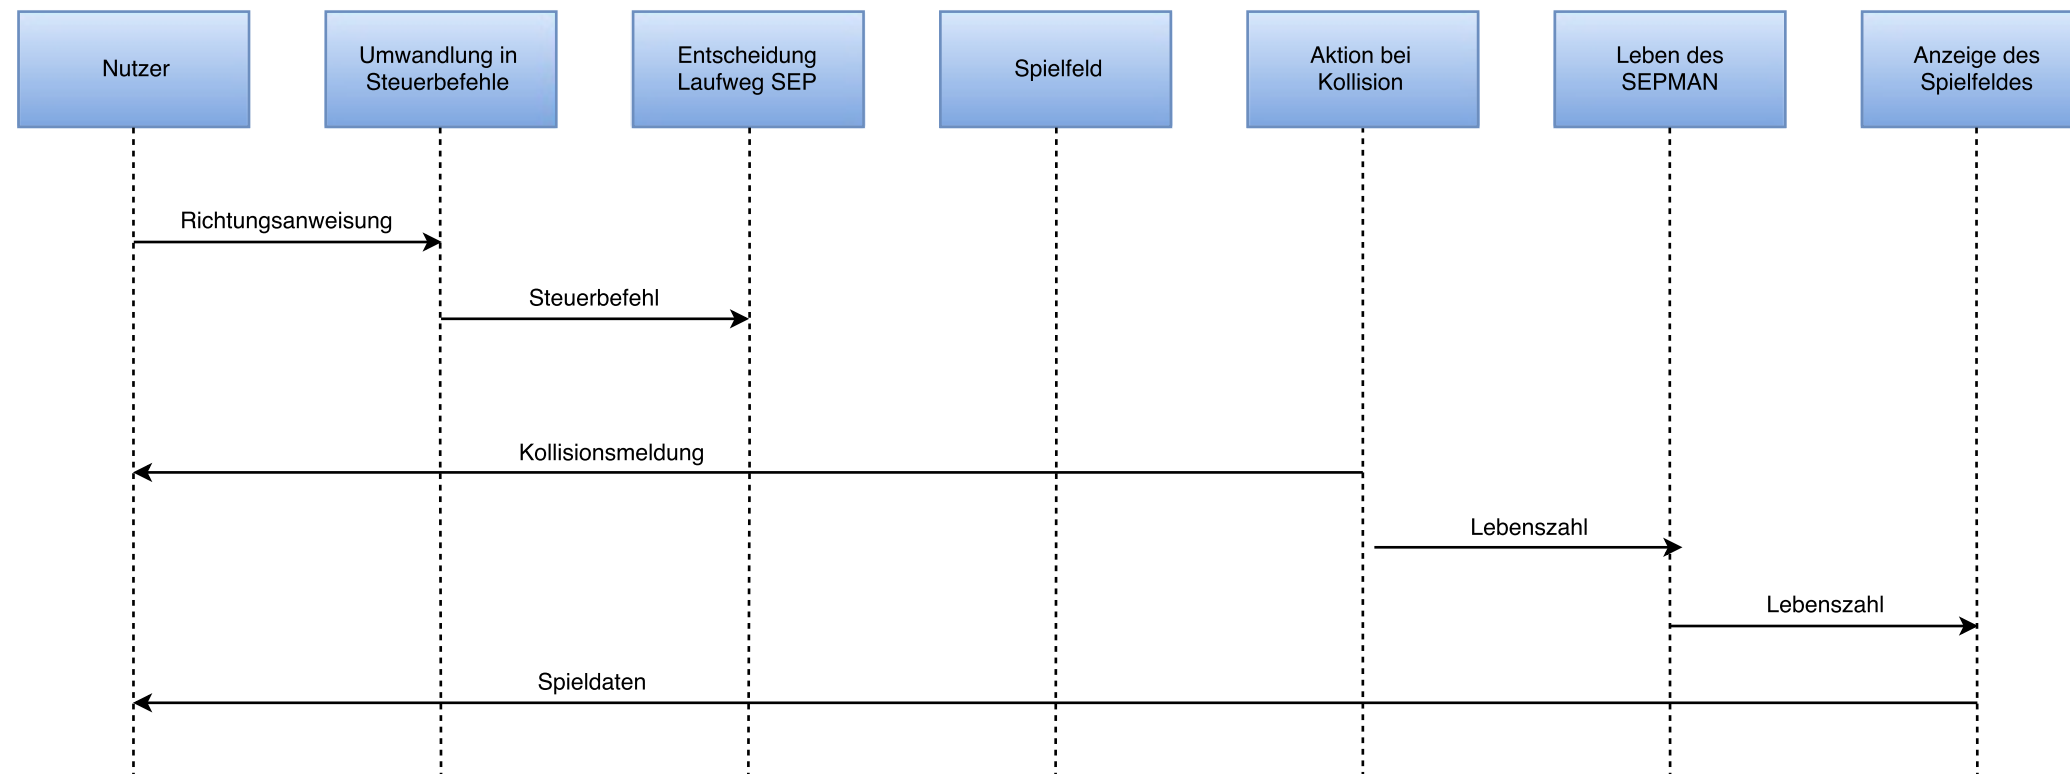 Nutzer
Umwandlung in
Steuerbefehle
Entscheidung
Laufweg SEP
Spielfeld
Aktion bei
Kollision
Leben des
SEPMAN
Anzeige des
Spielfeldes
Richtungsanweisung
Steuerbefehl
Kollisionsmeldung
Lebenszahl
Lebenszahl
Spieldaten